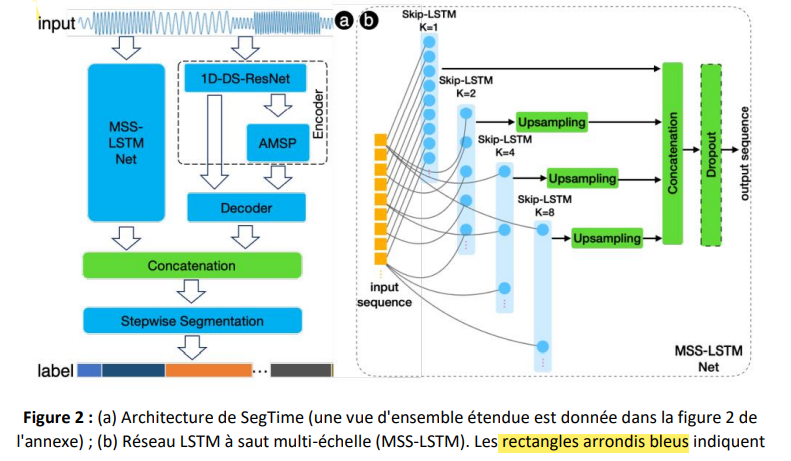 input
a
b
MSS-
LSTM
Net
1D-DS-ResNet
AMSP
Encoder
Decoder
Concatenation
Stepwise Segmentation
label
...
Skip-LSTM
K=1
Skip-LSTM
K=2
Skip-LSTM
K=4
Skip-LSTM
K=8
input
sequence
Upsampling
Upsampling
Upsampling
Concatenation
Dropout
output sequence
MSS-LSTM
Net
Figure 2 : (a) Architecture de SegTime (une vue d'ensemble étendue est donnée dans la figure 2 de
l'annexe) ; (b) Réseau LSTM à saut multi-échelle (MSS-LSTM). Les rectangles arrondis bleus indiquent